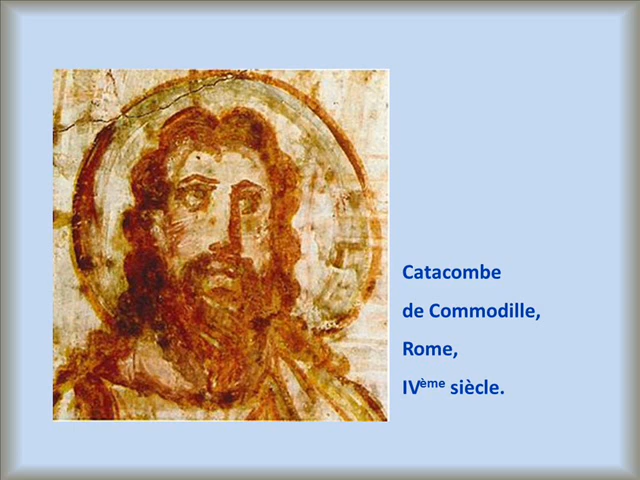 Catacombe
de Commodille,
Rome,
IVème siècle.